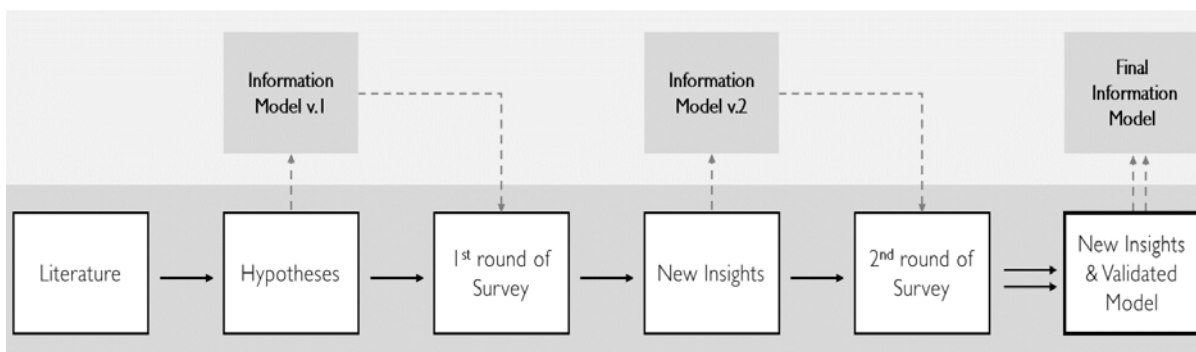 Information
Model v.1
Information
Model v.2
Final
Information
Model
Literature
Hypotheses
1st round of
Survey
New Insights
2nd round of
Survey
New Insights
& Validated
Model